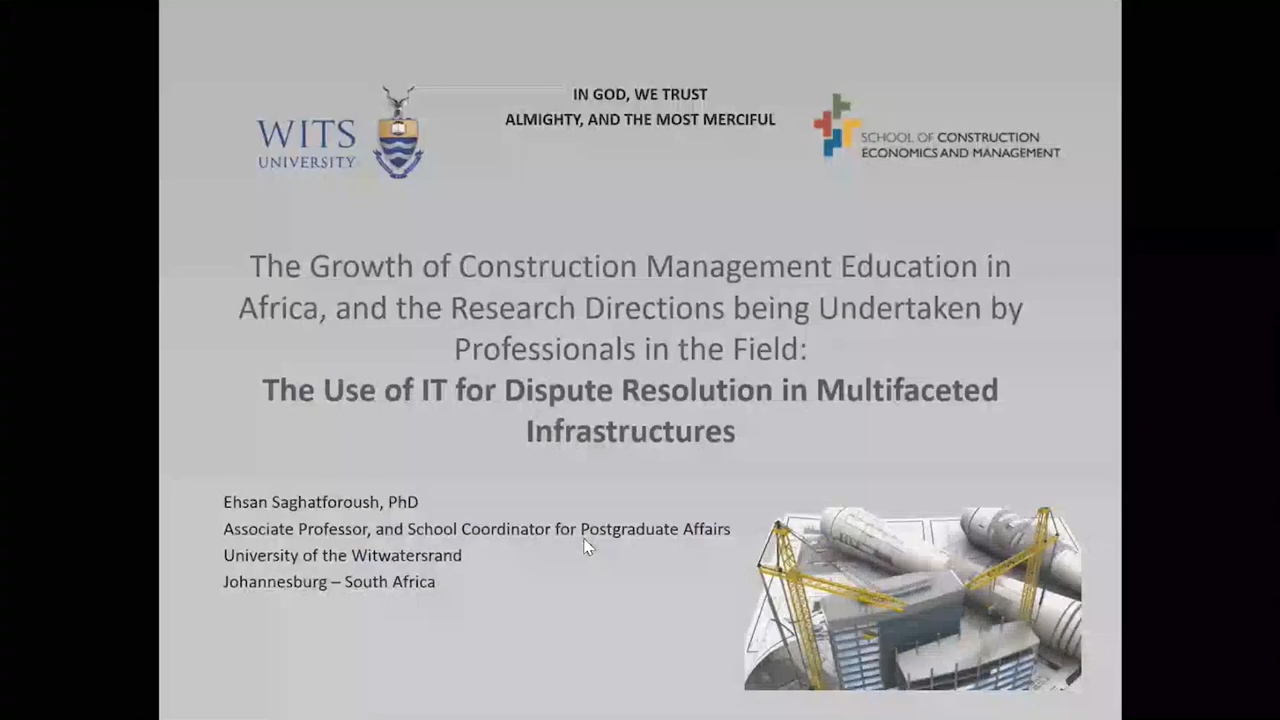 IN GOD, WE TRUST
ALMIGHTY, AND THE MOST MERCIFUL
WITS
UNIVERSITY
SCHOOL OF CONSTRUCTION
ECONOMICS AND MANAGEMENT
The Growth of Construction Management Education in
Africa, and the Research Directions being Undertaken by
Professionals in the Field:
The Use of IT for Dispute Resolution in Multifaceted
Infrastructures
Ehsan Saghatforoush, PhD
Associate Professor, and School Coordinator for Postgraduate Affairs
University of the Witwatersrand
Johannesburg – South Africa